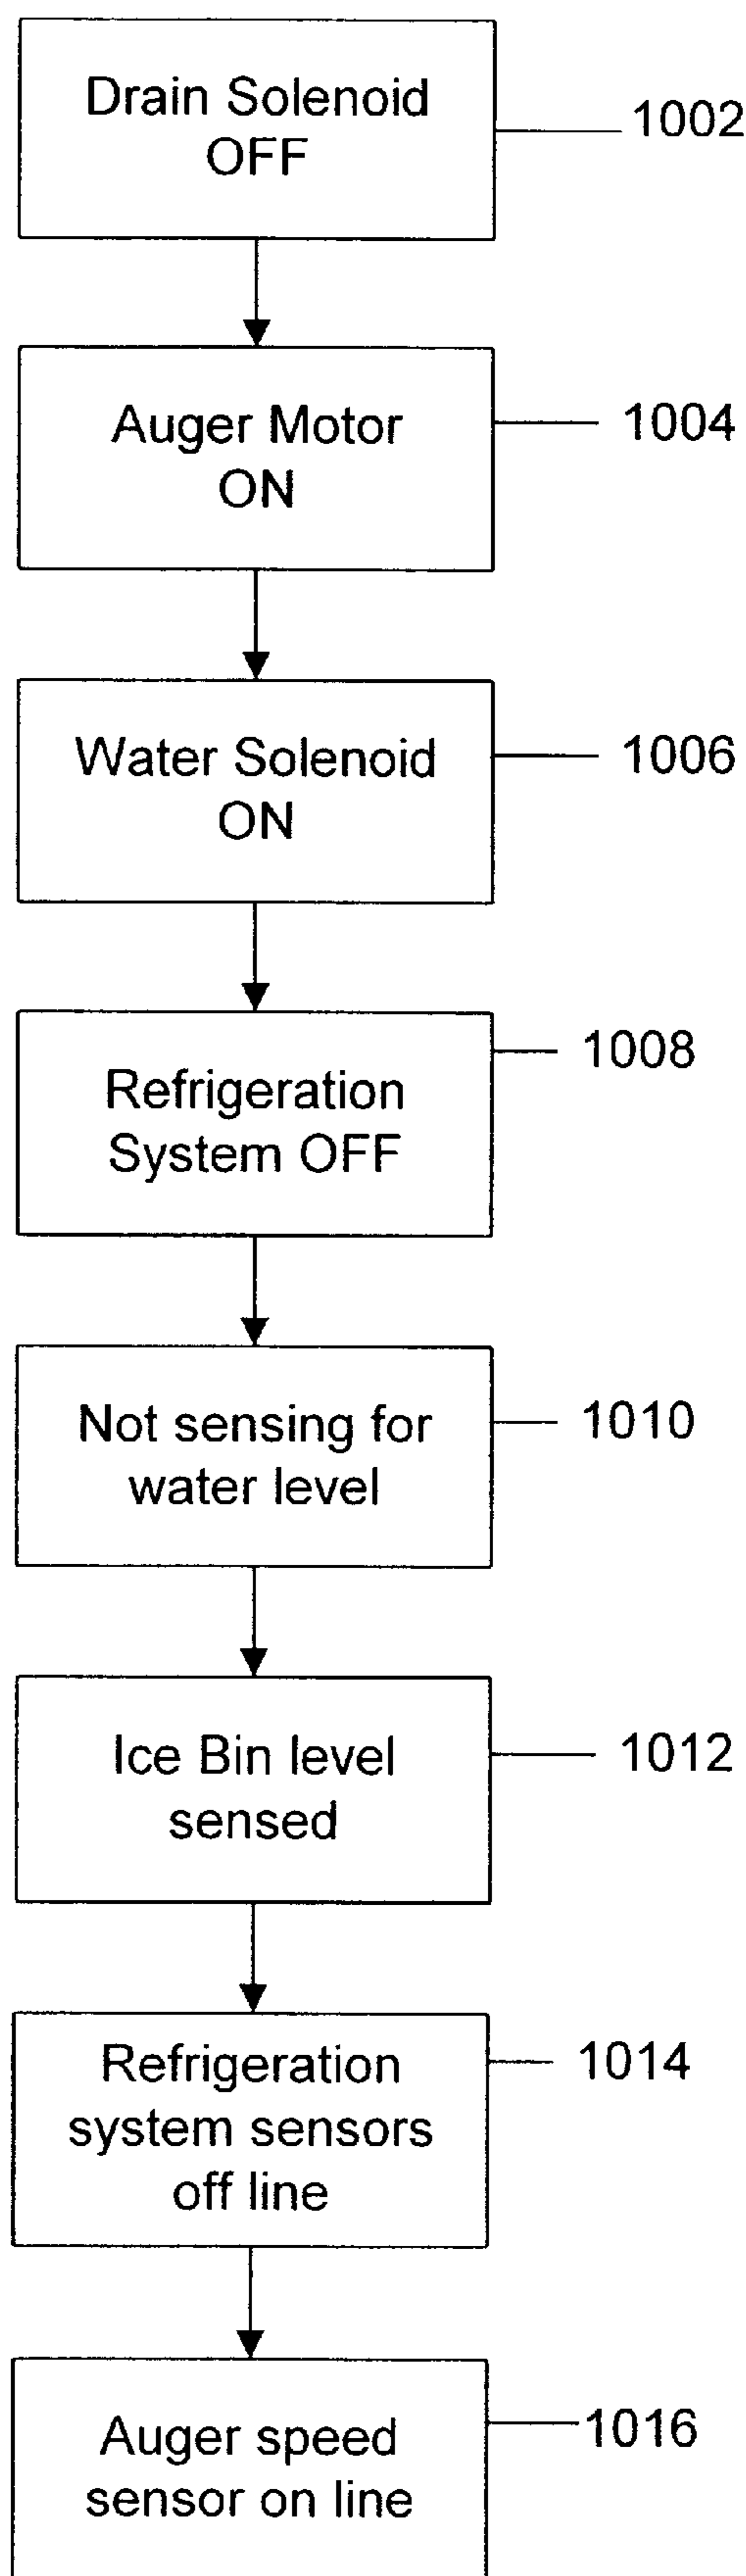 Drain Solenoid
OFF
1002
Auger Motor
ON
1004
Water Solenoid
ON
1006
Refrigeration
System OFF
1008
Not sensing for
water level
1010
Ice Bin level
sensed
1012
Refrigeration
system sensors
off line
1014
Auger speed
sensor on line
1016